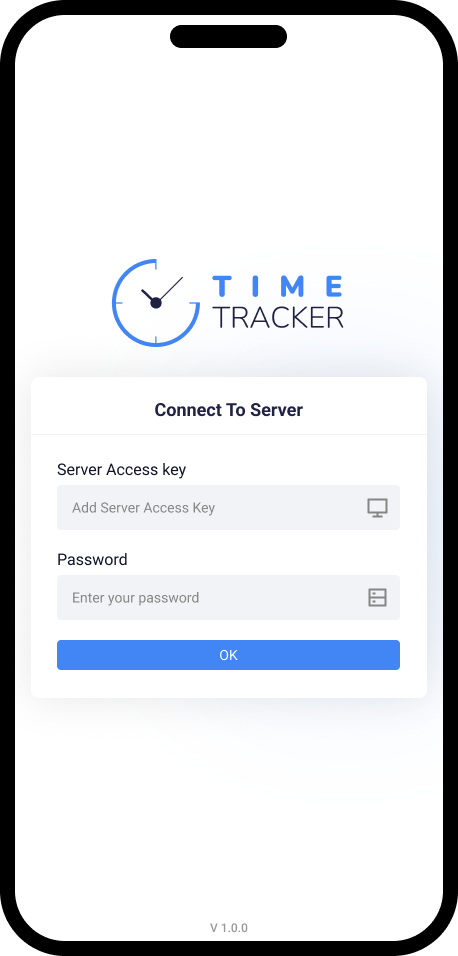 TIME
TRACKER
Connect To Server
Server Access key
Add Server Access Key
Password
Enter your password
OK
V 1.0.0